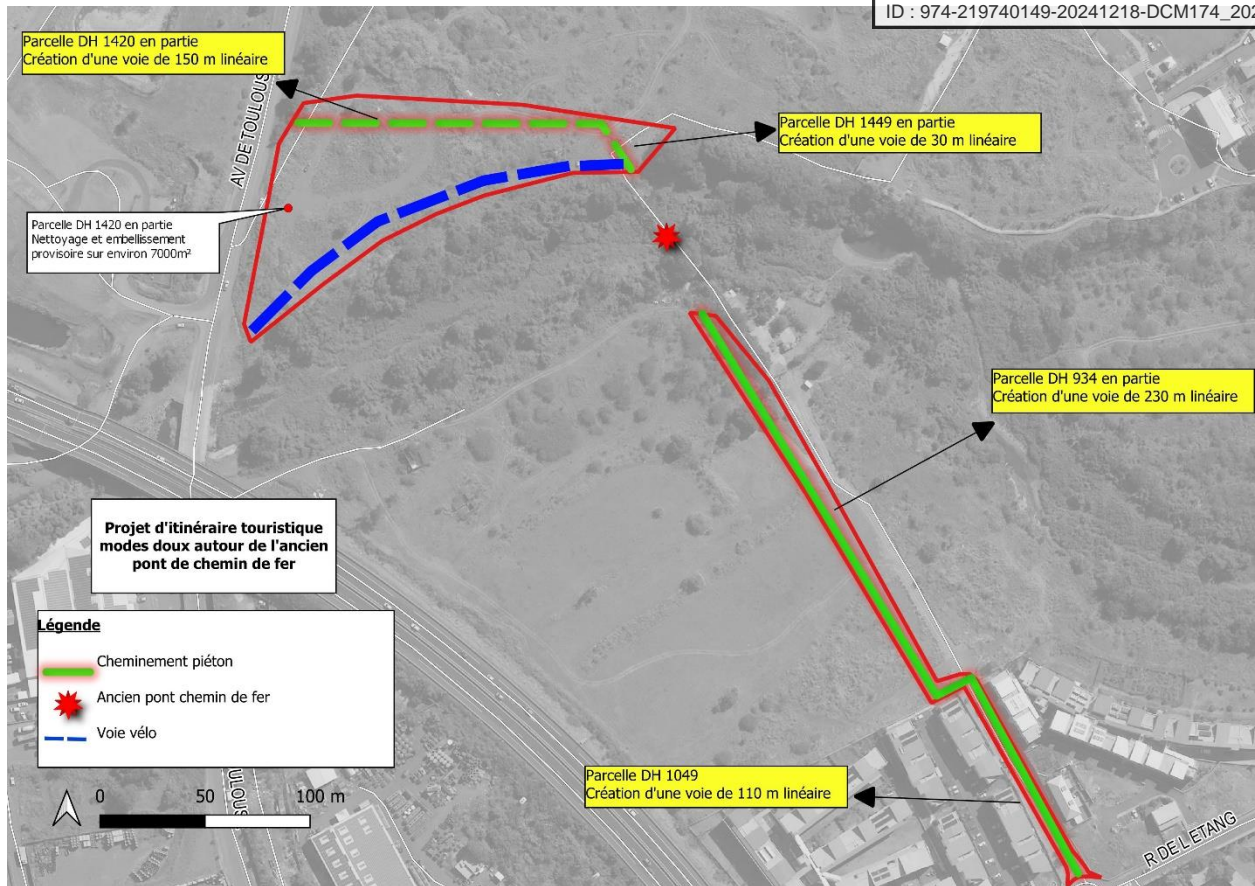 ID : 974-219740149-20241218-DCM174_202
Parcelle DH 1420 en partie
Création d'une voie de 150 m linéaire
AV DE TOULOUS
Parcelle DH 1449 en partie
Création d'une voie de 30 m linéaire
Parcelle DH 1420 en partie
Nettoyage et embellissement
provisoire sur environ 7000m²
Parcelle DH 934 en partie
Création d'une voie de 230 m linéaire
Projet d'itinéraire touristique
modes doux autour de l'ancien
pont de chemin de fer
Légende
Cheminement piéton
Ancien pont chemin de fer
Voie vélo
0 50 100 m
Parcelle DH 1049
Création d'une voie de 110 m linéaire
R DE L ETANG